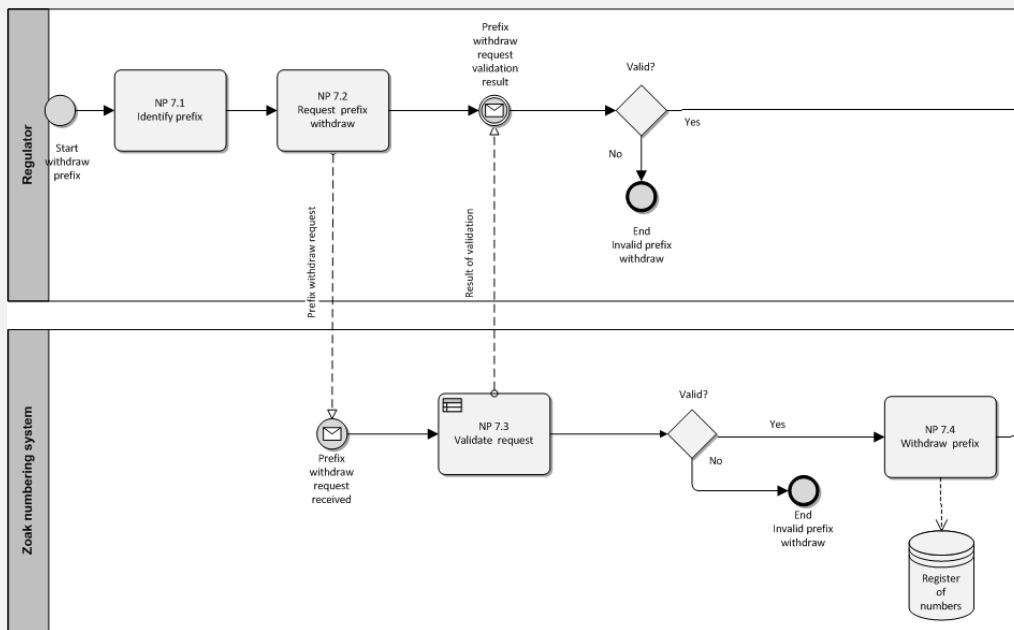 Regulator
Start
withdraw
prefix
NP 7.1
Identify prefix
NP 7.2
Request prefix
withdraw
Prefix
withdraw
request
validation
result
Valid?
Yes
No
End
Invalid prefix
withdraw
Prefix withdraw request
Result of validation
Zoak numbering system
Prefix
withdraw
request
received
NP 7.3
Validate request
Valid?
Yes
No
End
Invalid prefix
withdraw
NP 7.4
Withdraw prefix
Register
of
numbers